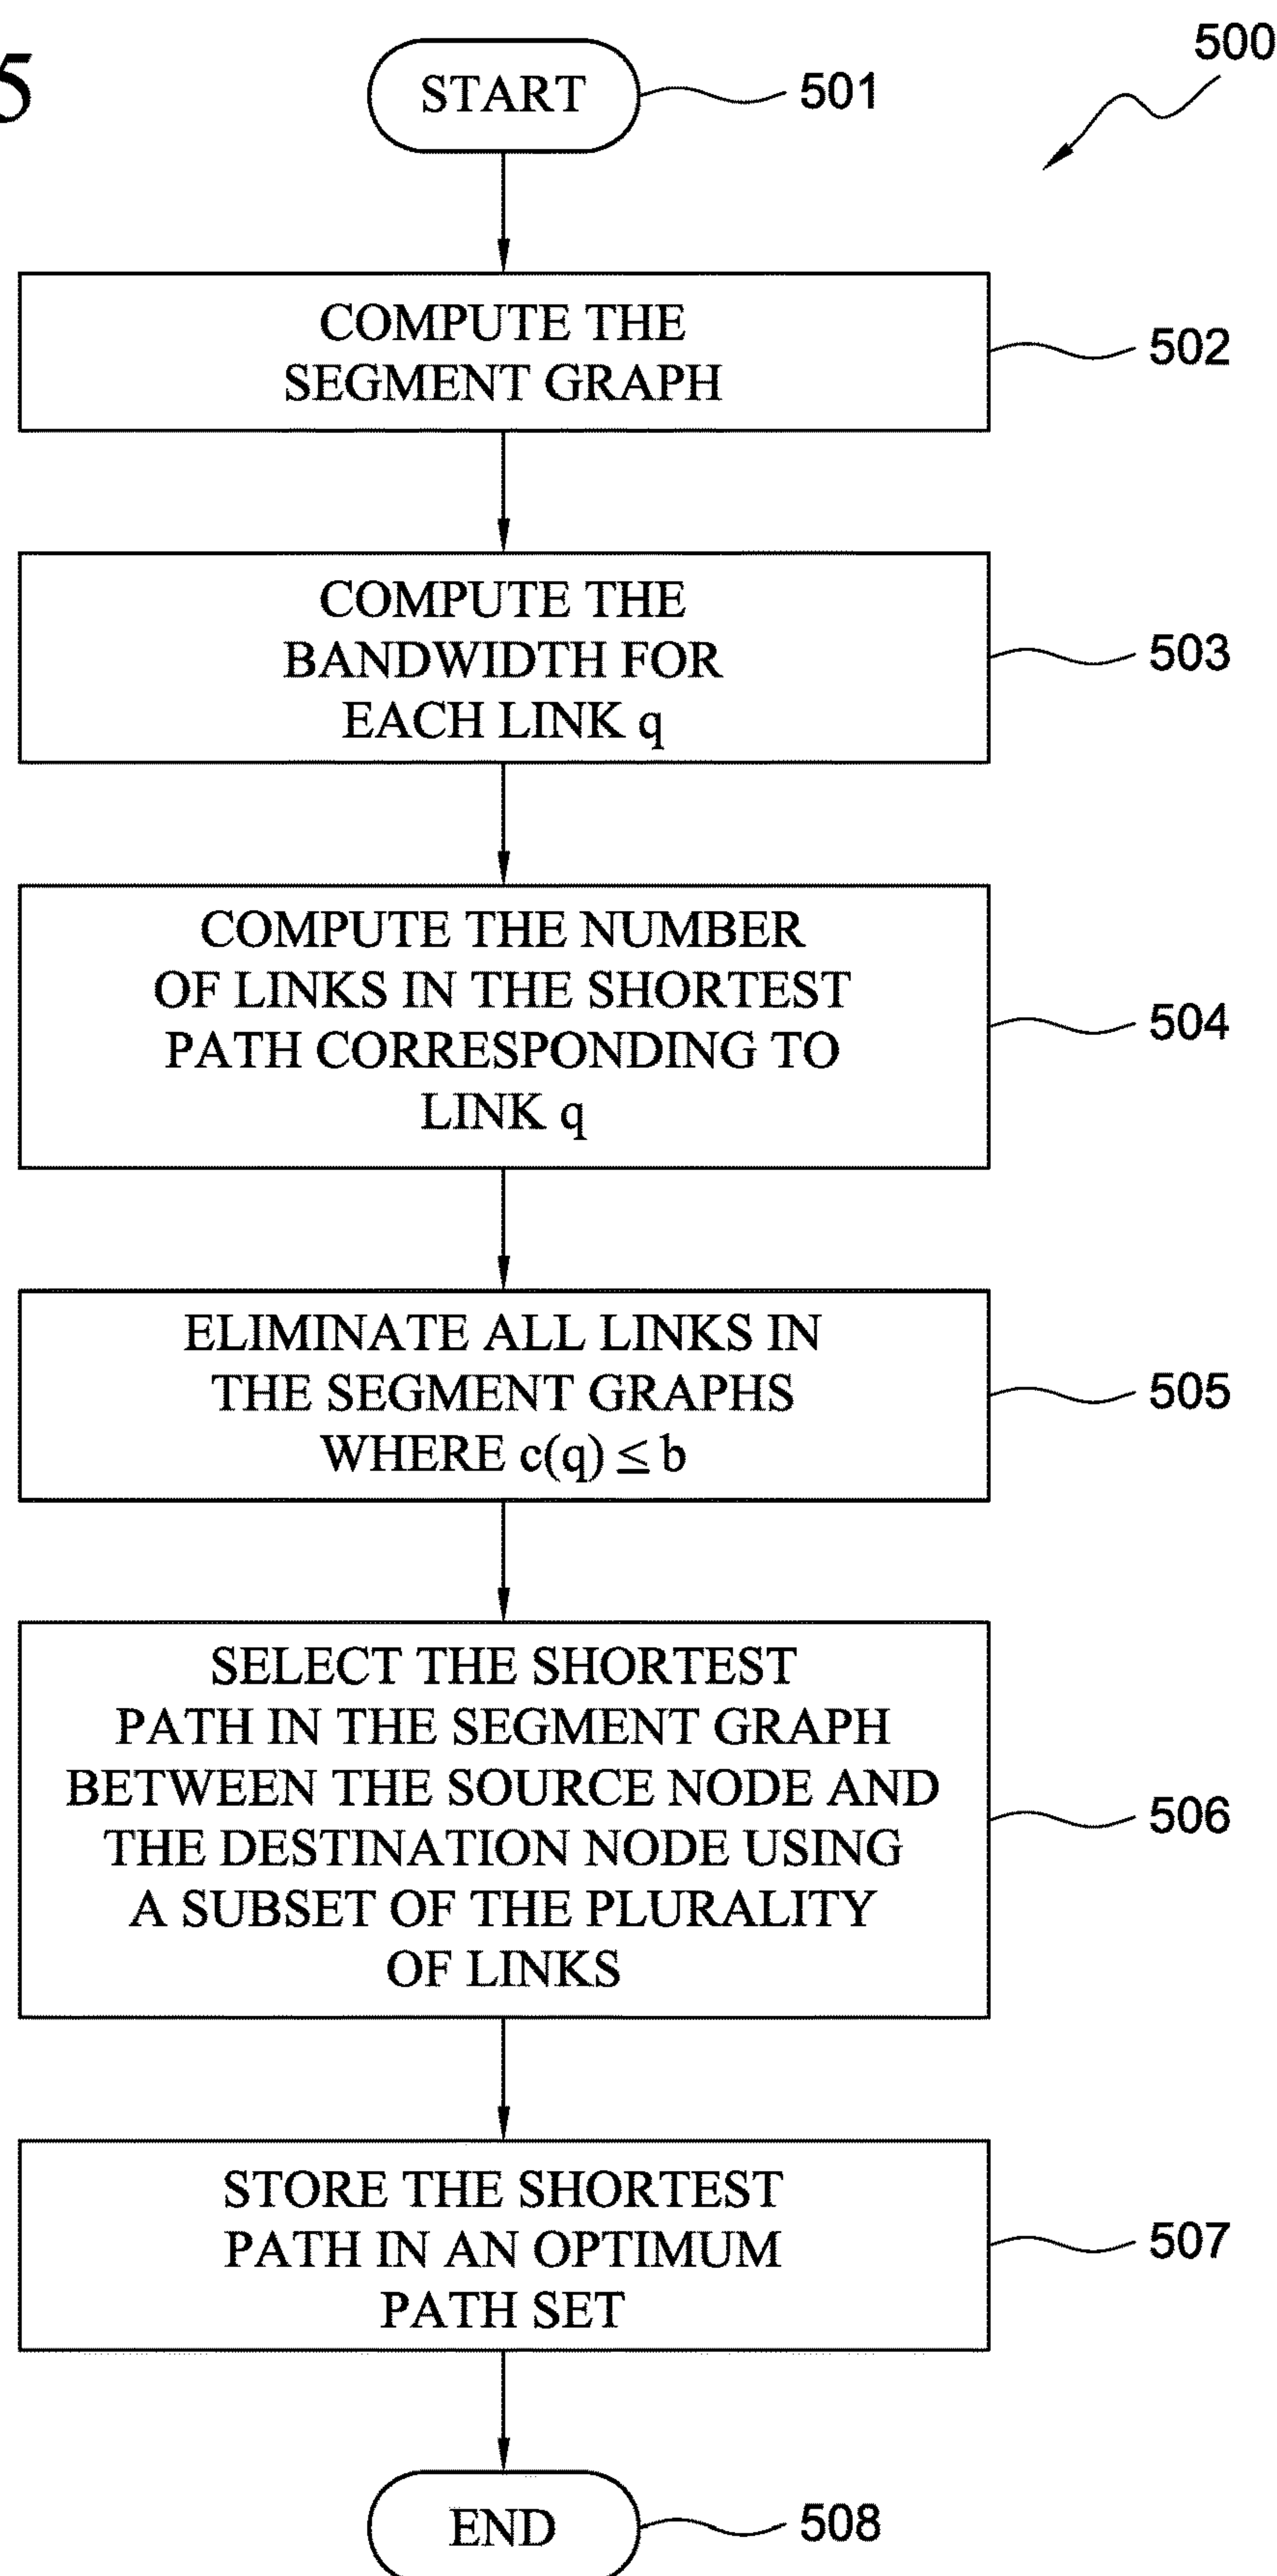 5
500
START
501
COMPUTE THE
SEGMENT GRAPH
502
COMPUTE THE
BANDWIDTH FOR
EACH LINK q
503
COMPUTE THE NUMBER
OF LINKS IN THE SHORTEST
PATH CORRESPONDING TO
LINK q
504
ELIMINATE ALL LINKS IN
THE SEGMENT GRAPHS
WHERE c(q) ≤ b
505
SELECT THE SHORTEST
PATH IN THE SEGMENT GRAPH
BETWEEN THE SOURCE NODE AND
THE DESTINATION NODE USING
A SUBSET OF THE PLURALITY
OF LINKS
506
STORE THE SHORTEST
PATH IN AN OPTIMUM
PATH SET
507
END
508